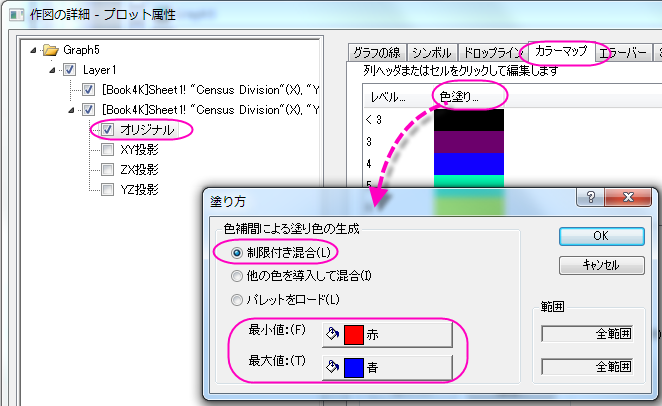 作図の詳細 - プロット属性
Graph5
Layer1
[Book4K]Sheet1! "Census Division"(X), "Y
[Book4K]Sheet1! "Census Division"(X), "Y
オリジナル
XY投影
ZX投影
YZ投影
グラフの線 シンボル ドロップライン カラーマップ エラーバー
列ヘッダまたはセルをクリックして編集します
レベル... 色塗り...
< 3
3
4
5
塗り方
色補間による塗り色の生成
制限付き混合(L)
他の色を導入して混合(I)
パレットをロード(L)
最小値:(F) 赤
最大値:(T) 青
OK
キャンセル
範囲
全範囲
全範囲